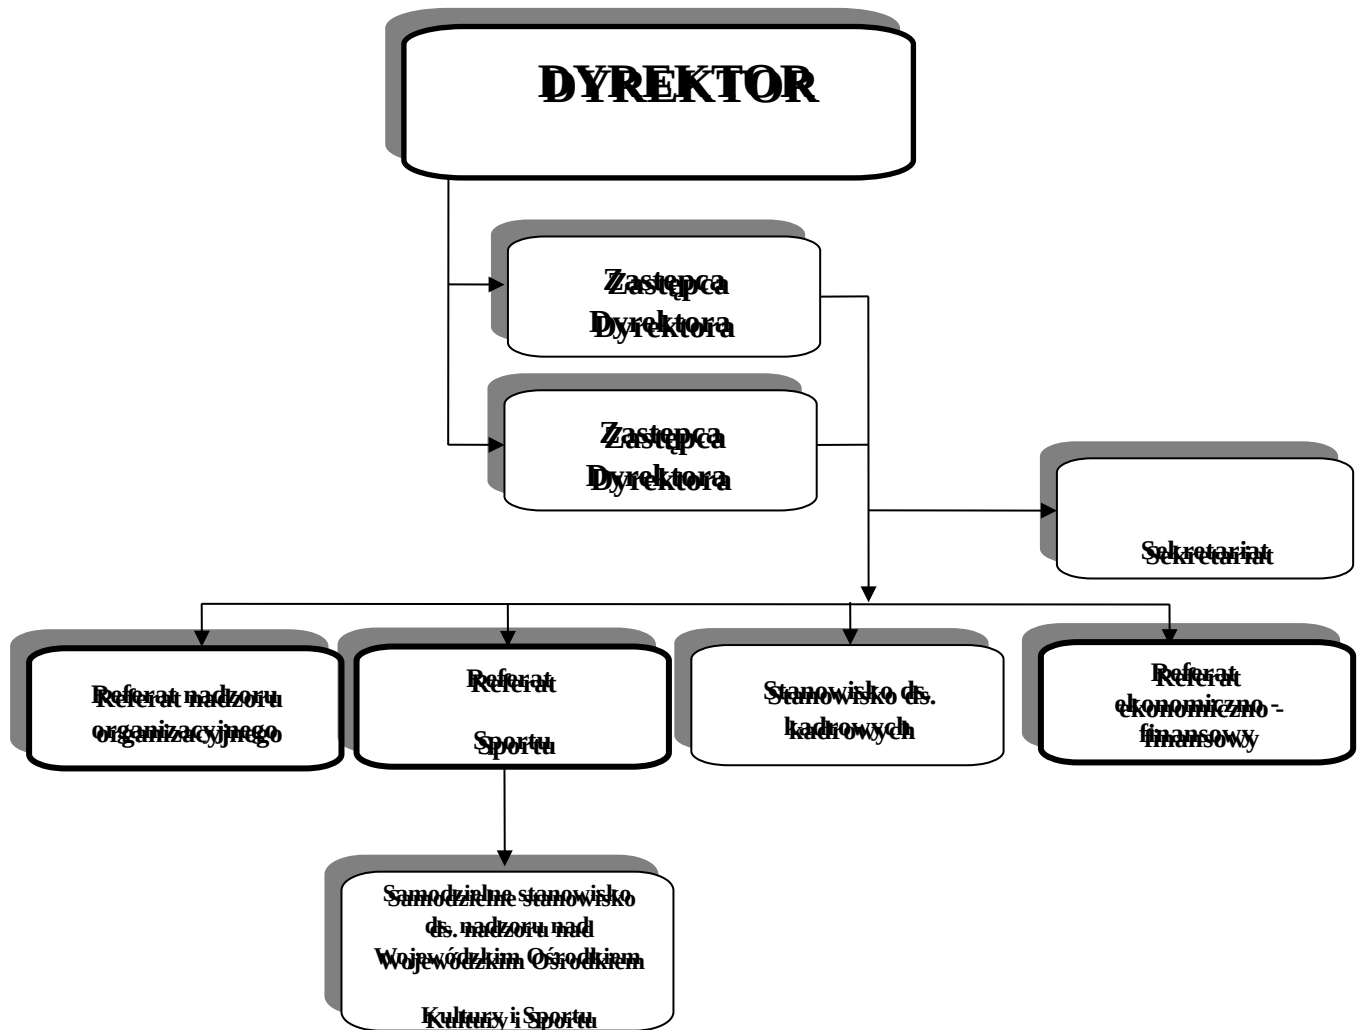 DYREKTOR
Zastępca
Dyrektora
Zastępca
Dyrektora
Sekretariat
Referat nadzoru
organizacyjnego
Referat
Sportu
Stanowisko ds.
kadrowych
Referat
ekonomiczno -
finansowy
Samodzielne stanowisko
ds. nadzoru nad
Wojewódzkim Ośrodkiem
Kultury i Sportu